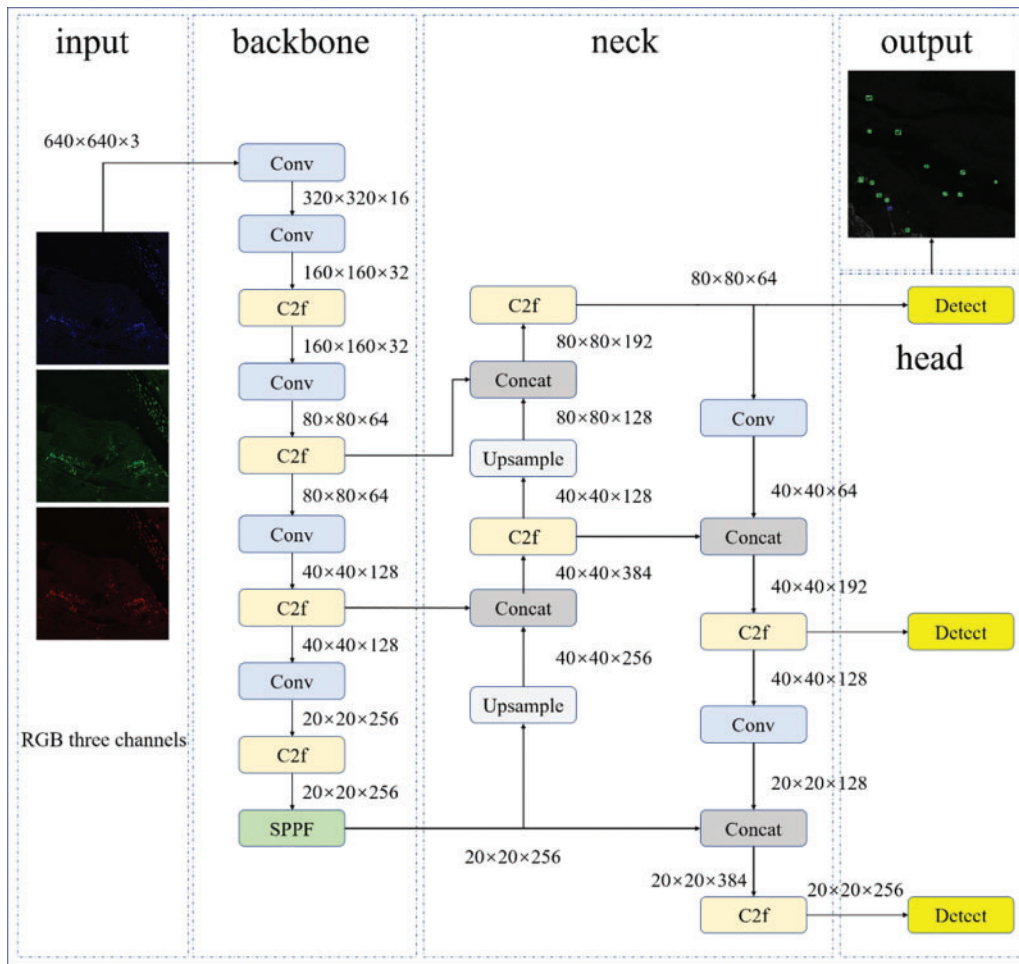 input
backbone
neck
output
640×640×3
Conv
320×320×16
Conv
160×160×32
C2f
160×160×32
Conv
80×80×64
C2f
80×80×64
Conv
40×40×128
C2f
40×40×128
Conv
20×20×256
C2f
20×20×256
SPPF
RGB three channels
C2f
80×80×192
Concat
80×80×128
Upsample
40×40×128
C2f
40×40×384
Concat
40×40×256
Upsample
20×20×256
80×80×64
Conv
40×40×64
Concat
40×40×192
C2f
40×40×128
Conv
20×20×128
Concat
20×20×384
C2f
20×20×256
Detect
head
Detect
Detect